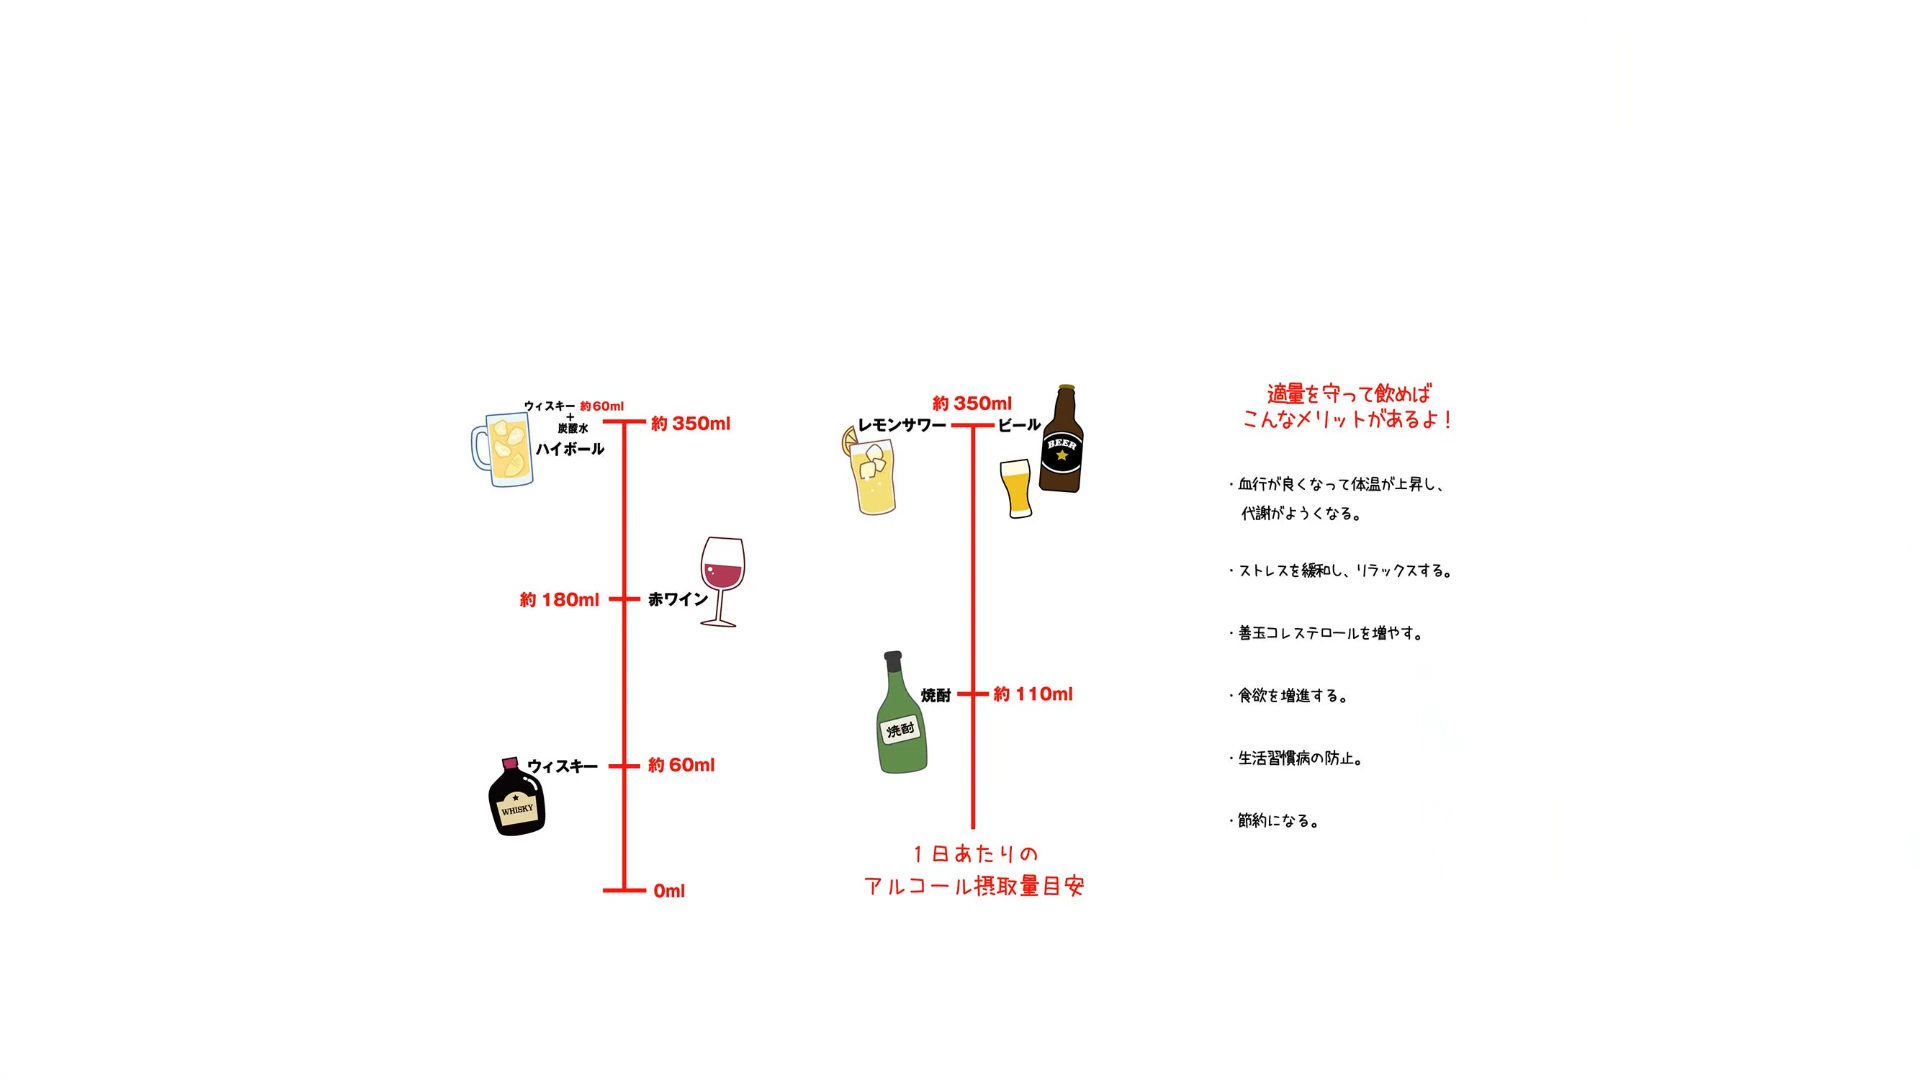 ウィスキー 約60ml
+
炭酸水
ハイボール
約 350ml
約 180ml
赤ワイン
ウィスキー
約 60ml
WHISKY
0ml
約 350ml
レモンサワー
ビール
BEER
焼酎
約 110ml
焼酎
1日あたりの
アルコール摂取量目安
適量を守って飲めば
こんなメリットがあるよ！
・血行が良くなって体温が上昇し、
代謝がようくなる。
・ストレスを緩和し、リラックスする。
・善玉コレステロールを増やす。
・食欲を増進する。
・生活習慣病の防止。
・節約になる。